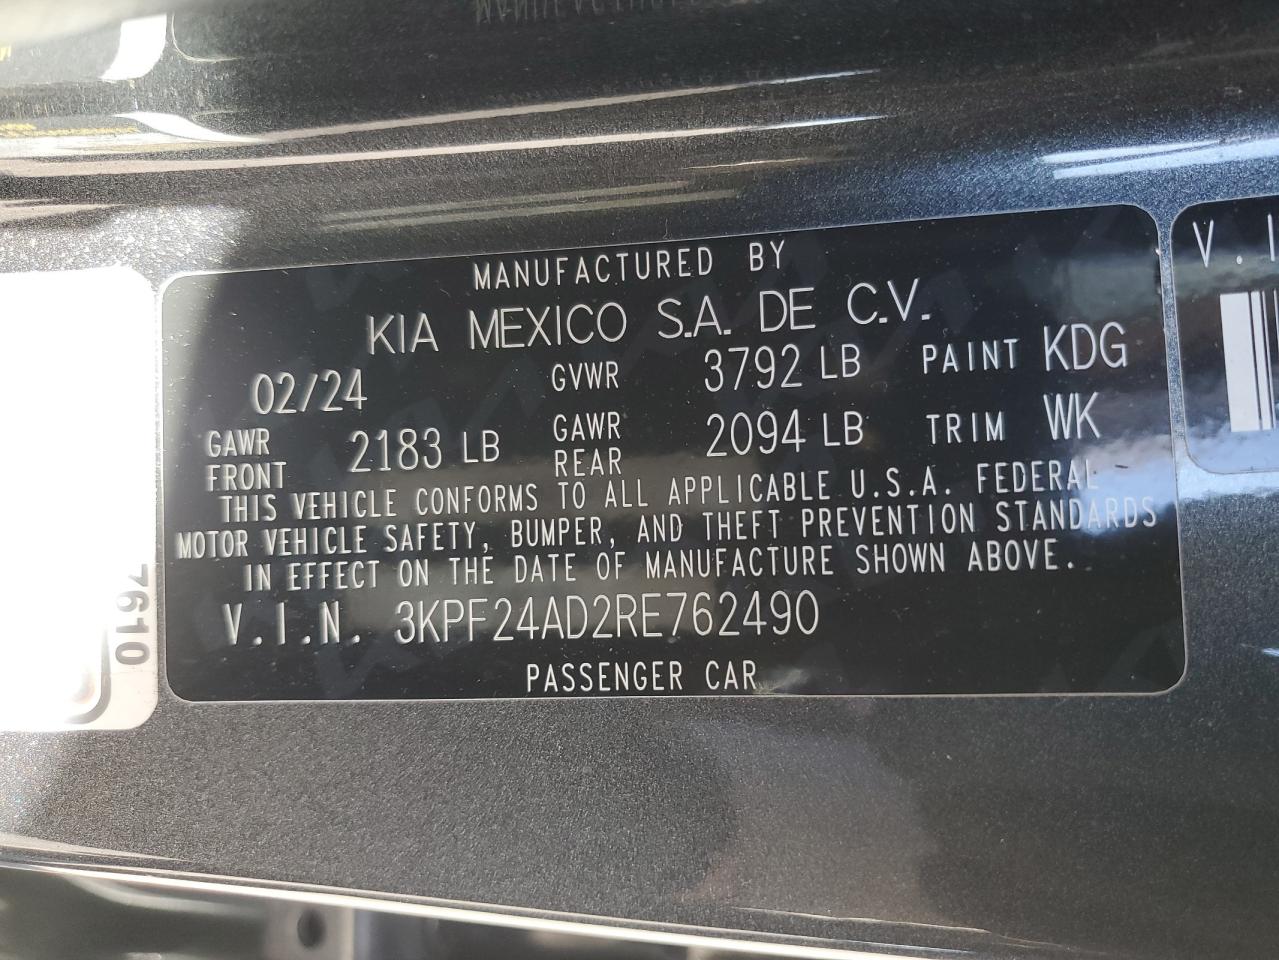 MANUFACTURED BY
KIA MEXICO S.A. DE C.V.
02/24 GVWR 3792 LB PAINT KDG
GAWR FRONT 2183 LB GAWR REAR 2094 LB TRIM WK
THIS VEHICLE CONFORMS TO ALL APPLICABLE U.S.A. FEDERAL
MOTOR VEHICLE SAFETY, BUMPER, AND THEFT PREVENTION STANDARDS
IN EFFECT ON THE DATE OF MANUFACTURE SHOWN ABOVE.
V.I.N. 3KPF24AD2RE762490
PASSENGER CAR
V.I